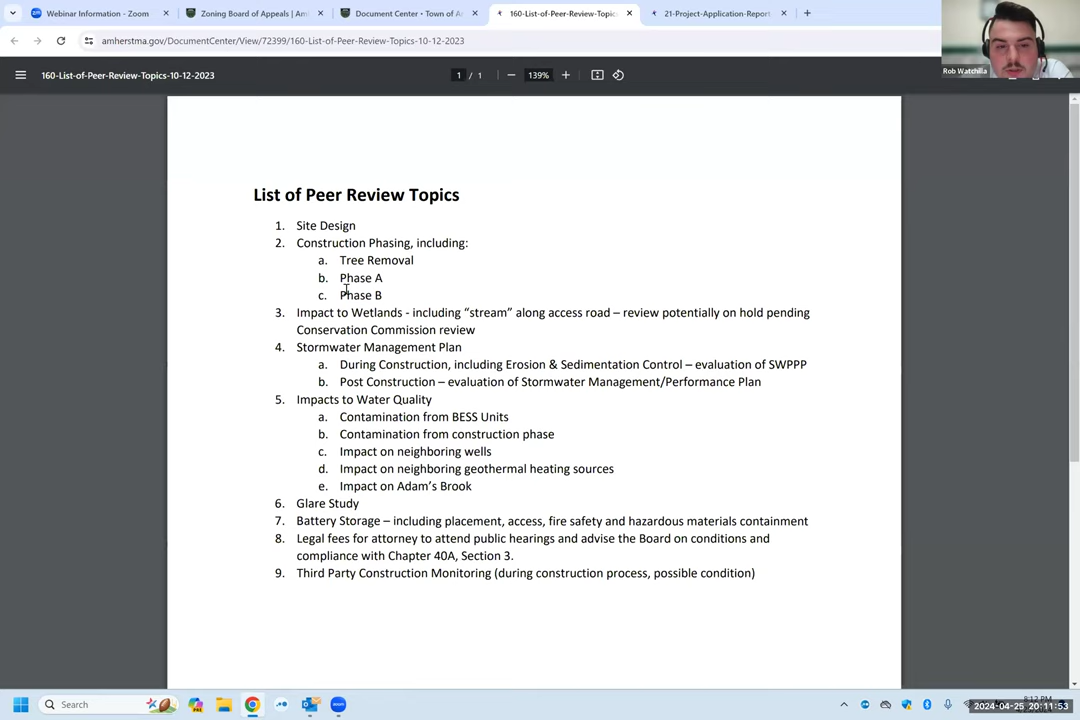 Webinar Information - Zoom
Zoning Board of Appeals | Am
Document Center • Town of A
160-List-of-Peer-Review-Topic
21-Project-Application-Report
amherstma.gov/DocumentCenter/View/72399/160-List-of-Peer-Review-Topics-10-12-2023
Rob Watchilla
160-List-of-Peer-Review-Topics-10-12-2023
1 / 1
139%
List of Peer Review Topics
1. Site Design
2. Construction Phasing, including:
a. Tree Removal
b. Phase A
c. Phase B
3. Impact to Wetlands - including “stream” along access road – review potentially on hold pending
Conservation Commission review
4. Stormwater Management Plan
a. During Construction, including Erosion & Sedimentation Control – evaluation of SWPPP
b. Post Construction – evaluation of Stormwater Management/Performance Plan
5. Impacts to Water Quality
a. Contamination from BESS Units
b. Contamination from construction phase
c. Impact on neighboring wells
d. Impact on neighboring geothermal heating sources
e. Impact on Adam’s Brook
6. Glare Study
7. Battery Storage – including placement, access, fire safety and hazardous materials containment
8. Legal fees for attorney to attend public hearings and advise the Board on conditions and
compliance with Chapter 40A, Section 3.
9. Third Party Construction Monitoring (during construction process, possible condition)
Search
2024-04-25 20:11:53